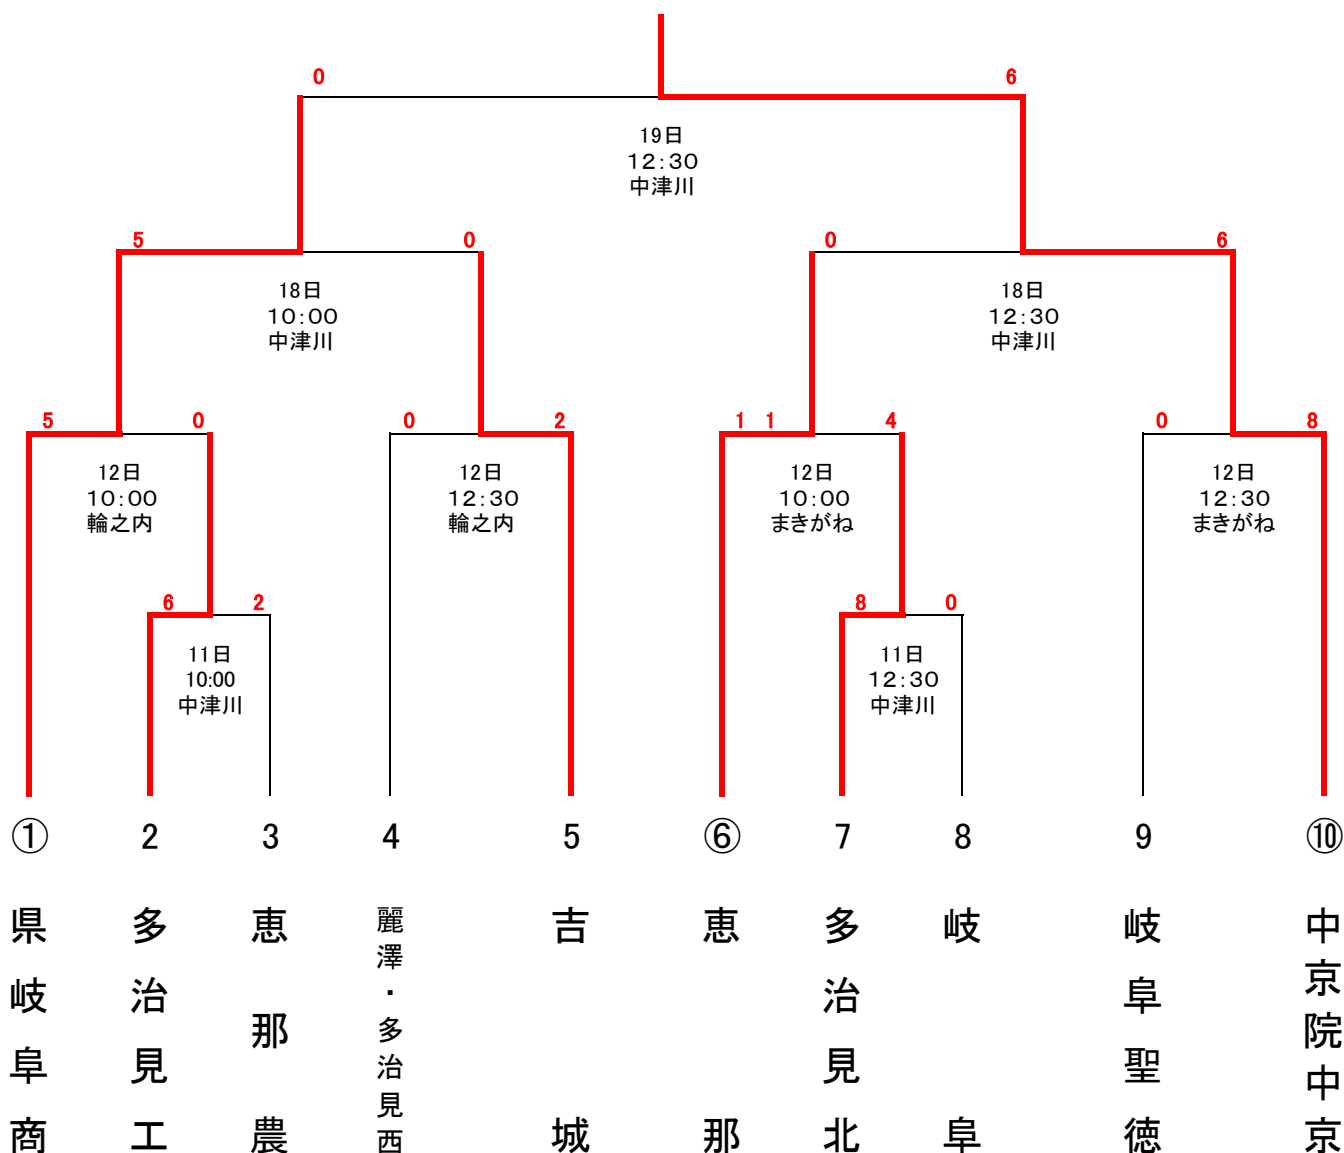 0 6
19日
12:30
中津川
5 0 0 6
18日 18日
10:00 12:30
中津川 中津川
5 0 0 2 11 4 0 8
12日 12日 12日 12日
10:00 12:30 10:00 12:30
輪之内 輪之内 まきがね まきがね
6 2 8 0
11日 11日
10:00 12:30
中津川 中津川
① 2 3 4 5 ⑥ 7 8 9 ⑩
県岐阜商
多治見工
恵那農
麗澤・多治見西
吉城
恵那
多治見北
岐阜
岐阜聖徳
中京院中京